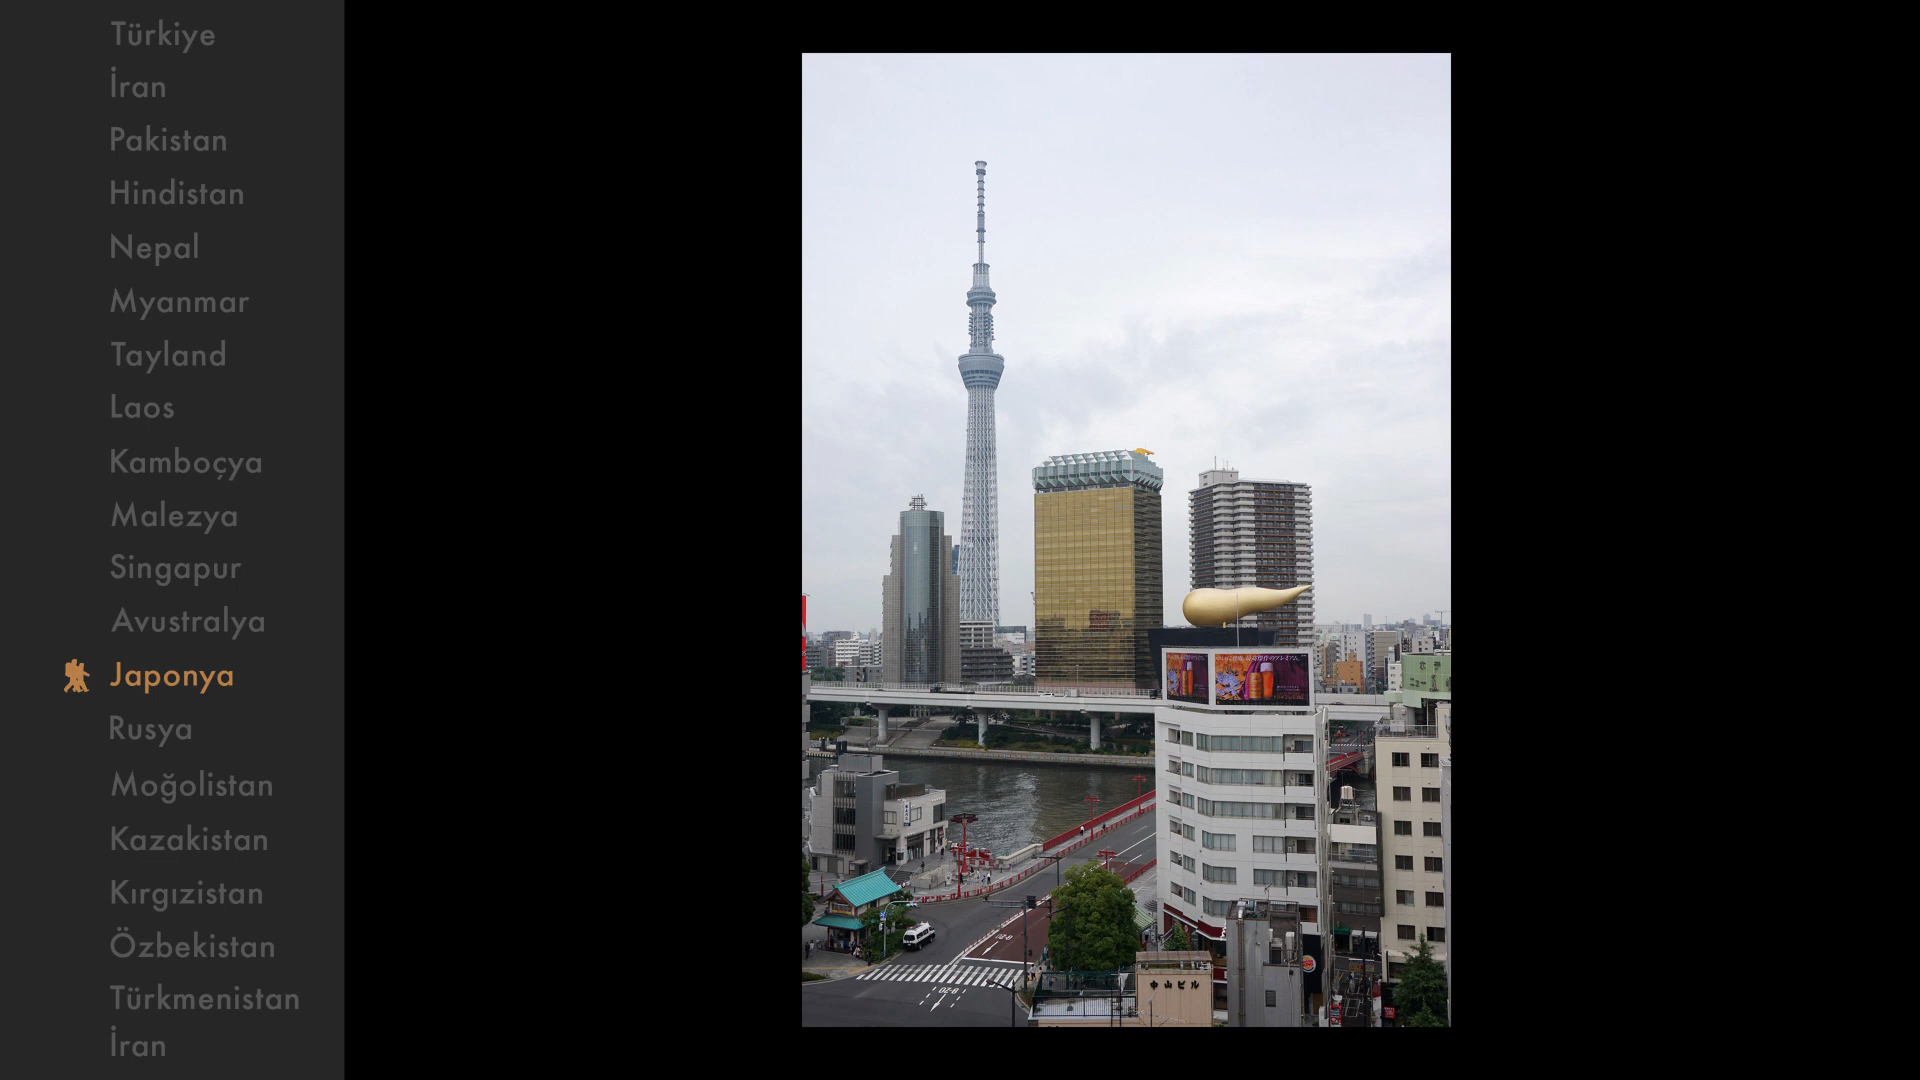 Türkiye
İran
Pakistan
Hindistan
Nepal
Myanmar
Tayland
Laos
Kamboçya
Malezya
Singapur
Avustralya
Japonya
Rusya
Moğolistan
Kazakistan
Kırgızistan
Özbekistan
Türkmenistan
İran
中山ビル